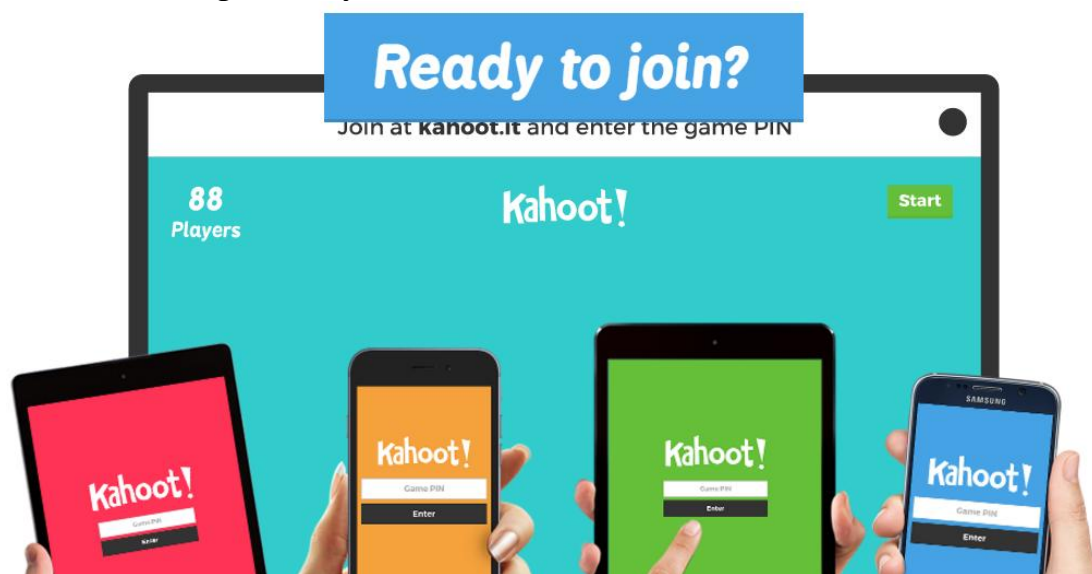 Ready to join?
Join at kahoot.it and enter the game PIN
88
Players
Kahoot!
Start
SAMSUNG
Kahoot!
Game PIN
Enter
Kahoot!
Game PIN
Enter
Kahoot!
Game PIN
Enter
Kahoot!
Game PIN
Enter